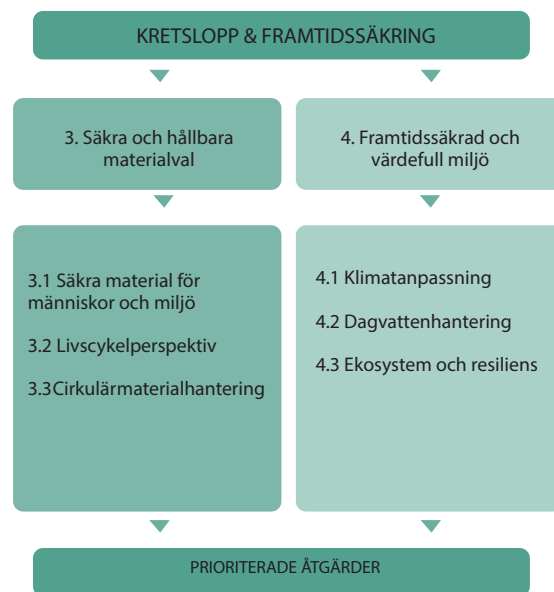 KRETSLOPP & FRAMTIDSSÄKRING
3. Säkra och hållbara
materialval
4. Framtidssäkrad och
värdefull miljö
3.1 Säkra material för
människor och miljö
3.2 Livscykelperspektiv
3.3Cirkulärmaterialhantering
4.1 Klimatanpassning
4.2 Dagvattenhantering
4.3 Ekosystem och resiliens
PRIORITERADE ÅTGÄRDER